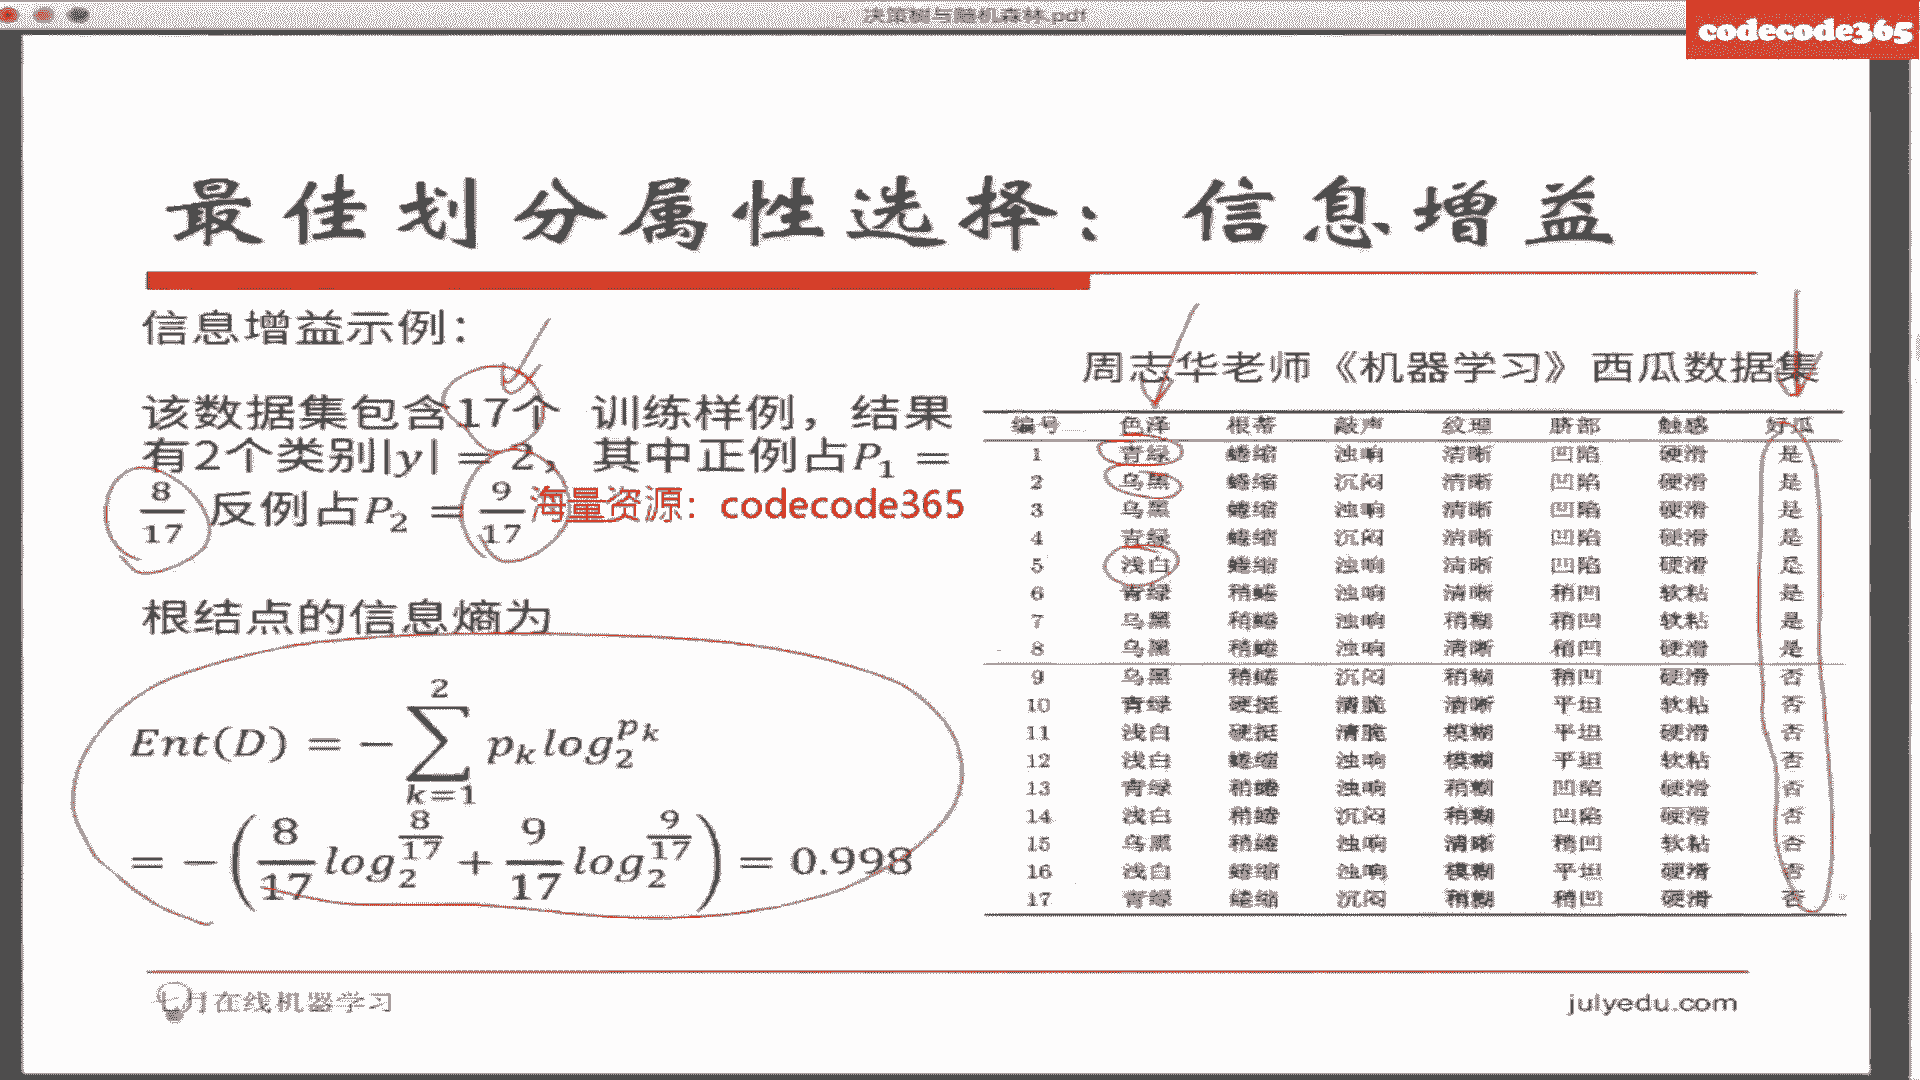 决策树与随机森林.pdf
codecode365
最佳划分属性选择：信息增益
信息增益示例：
该数据集包含17个 训练样例，结果
有2个类别|y| = 2，其中正例占P₁ =
8/17 反例占P₂ = 9/17
海量资源：codecode365
根结点的信息熵为
Ent(D) = − ∑_{k=1}^{2} p_k log_2^{p_k}
= −(8/17 log_2^{8/17} + 9/17 log_2^{9/17}) = 0.998
周志华老师《机器学习》西瓜数据集
编号 色泽 根蒂 敲声 纹理 脐部 触感 好瓜
1 青绿 蜷缩 浊响 清晰 凹陷 硬滑 是
2 乌黑 蜷缩 沉闷 清晰 凹陷 硬滑 是
3 乌黑 蜷缩 浊响 清晰 凹陷 硬滑 是
4 青绿 蜷缩 沉闷 清晰 凹陷 硬滑 是
5 浅白 蜷缩 浊响 清晰 凹陷 硬滑 是
6 青绿 稍蜷 浊响 清晰 稍凹 软粘 是
7 乌黑 稍蜷 浊响 稍糊 稍凹 软粘 是
8 乌黑 稍蜷 浊响 清晰 稍凹 硬滑 是
9 乌黑 稍蜷 沉闷 稍糊 稍凹 硬滑 否
10 青绿 硬挺 清脆 清晰 平坦 软粘 否
11 浅白 硬挺 清脆 模糊 平坦 硬滑 否
12 浅白 蜷缩 浊响 模糊 平坦 软粘 否
13 青绿 稍蜷 浊响 稍糊 凹陷 硬滑 否
14 浅白 稍蜷 沉闷 稍糊 凹陷 硬滑 否
15 乌黑 稍蜷 浊响 清晰 稍凹 软粘 否
16 浅白 蜷缩 浊响 模糊 平坦 硬滑 否
17 青绿 蜷缩 沉闷 稍糊 稍凹 硬滑 否
七月在线机器学习
julyedu.com